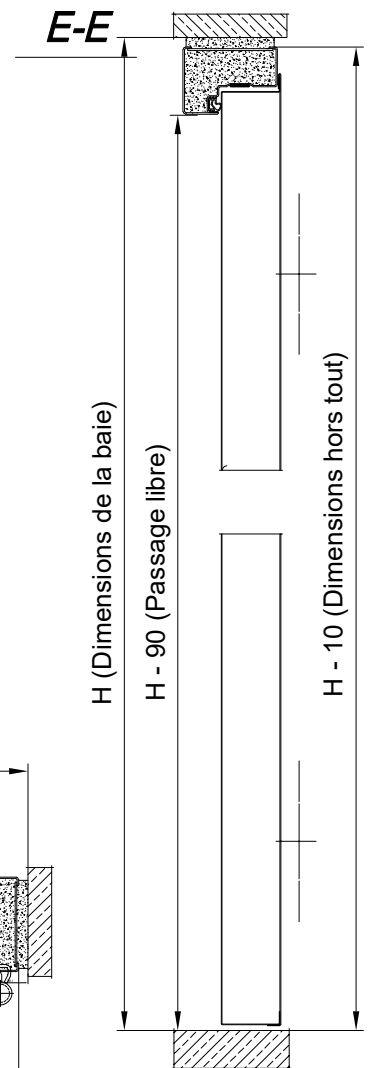 E-E
H (Dimensions de la baie)
H - 90 (Passage libre)
H - 10 (Dimensions hors tout)